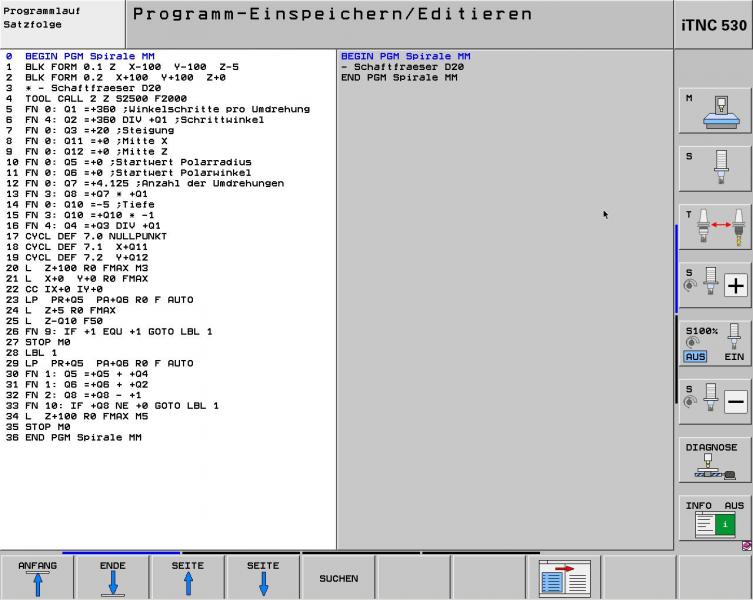 Programmlauf
Satzfolge
Programm-Einspeichern/Editieren
iTNC 530
0 BEGIN PGM Spirale MM
1 BLK FORM 0.1 Z X-100 Y-100 Z-5
2 BLK FORM 0.2 X+100 Y+100 Z+0
3 * - Schaftfraeser D20
4 TOOL CALL 2 Z S2500 F2000
5 FN 0: Q1 =+360 ;Winkelschritte pro Umdrehung
6 FN 4: Q2 =+360 DIV +Q1 ;Schrittwinkel
7 FN 0: Q3 =+20 ;Steigung
8 FN 0: Q11 =+0 ;Mitte X
9 FN 0: Q12 =+0 ;Mitte Z
10 FN 0: Q5 =+0 ;Startwert Polarradius
11 FN 0: Q6 =+0 ;Startwert Polarwinkel
12 FN 0: Q7 =+4.125 ;Anzahl der Umdrehungen
13 FN 3: Q8 =+Q7 * +Q1
14 FN 0: Q10 =-5 ;Tiefe
15 FN 3: Q10 =+Q10 * -1
16 FN 4: Q4 =+Q3 DIV +Q1
17 CYCL DEF 7.0 NULLPUNKT
18 CYCL DEF 7.1 X+Q11
19 CYCL DEF 7.2 Y+Q12
20 L Z+100 R0 FMAX M3
21 L X+0 Y+0 R0 FMAX
22 CC IX+0 IY+0
23 LP PR+Q5 PA+Q6 R0 F AUTO
24 L Z+5 R0 FMAX
25 L Z-Q10 F50
26 FN 9: IF +1 EQU +1 GOTO LBL 1
27 STOP M0
28 LBL 1
29 LP PR+Q5 PA+Q6 R0 F AUTO
30 FN 1: Q5 =+Q5 + +Q4
31 FN 1: Q6 =+Q6 + +Q2
32 FN 2: Q8 =+Q8 - +1
33 FN 10: IF +Q8 NE +0 GOTO LBL 1
34 L Z+100 R0 FMAX M5
35 STOP M0
36 END PGM Spirale MM
BEGIN PGM Spirale MM
- Schaftfraeser D20
END PGM Spirale MM
M
S
T
S
+
S100%
AUS EIN
S
-
DIAGNOSE
INFO AUS
i
ANFANG
ENDE
SEITE
SEITE
SUCHEN